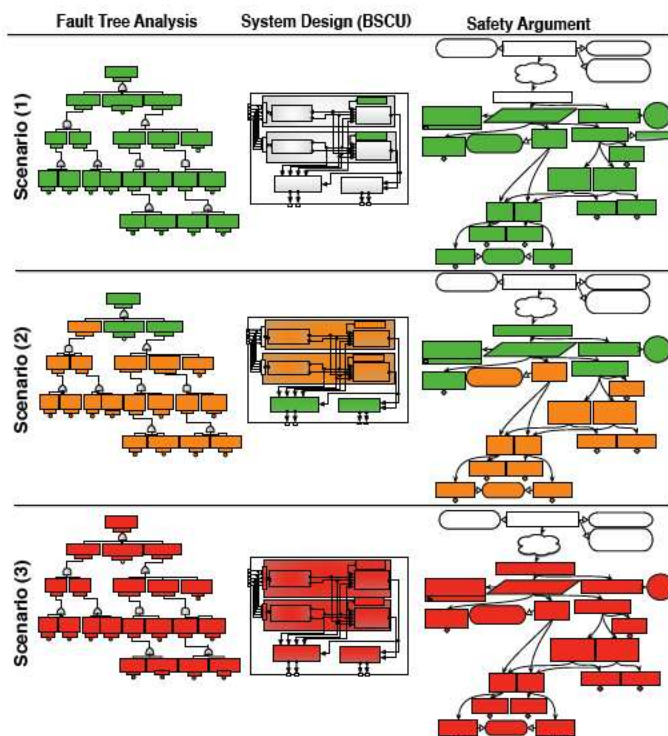 Fault Tree Analysis
System Design (BSCU)
Safety Argument
Scenario (1)
Scenario (2)
Scenario (3)